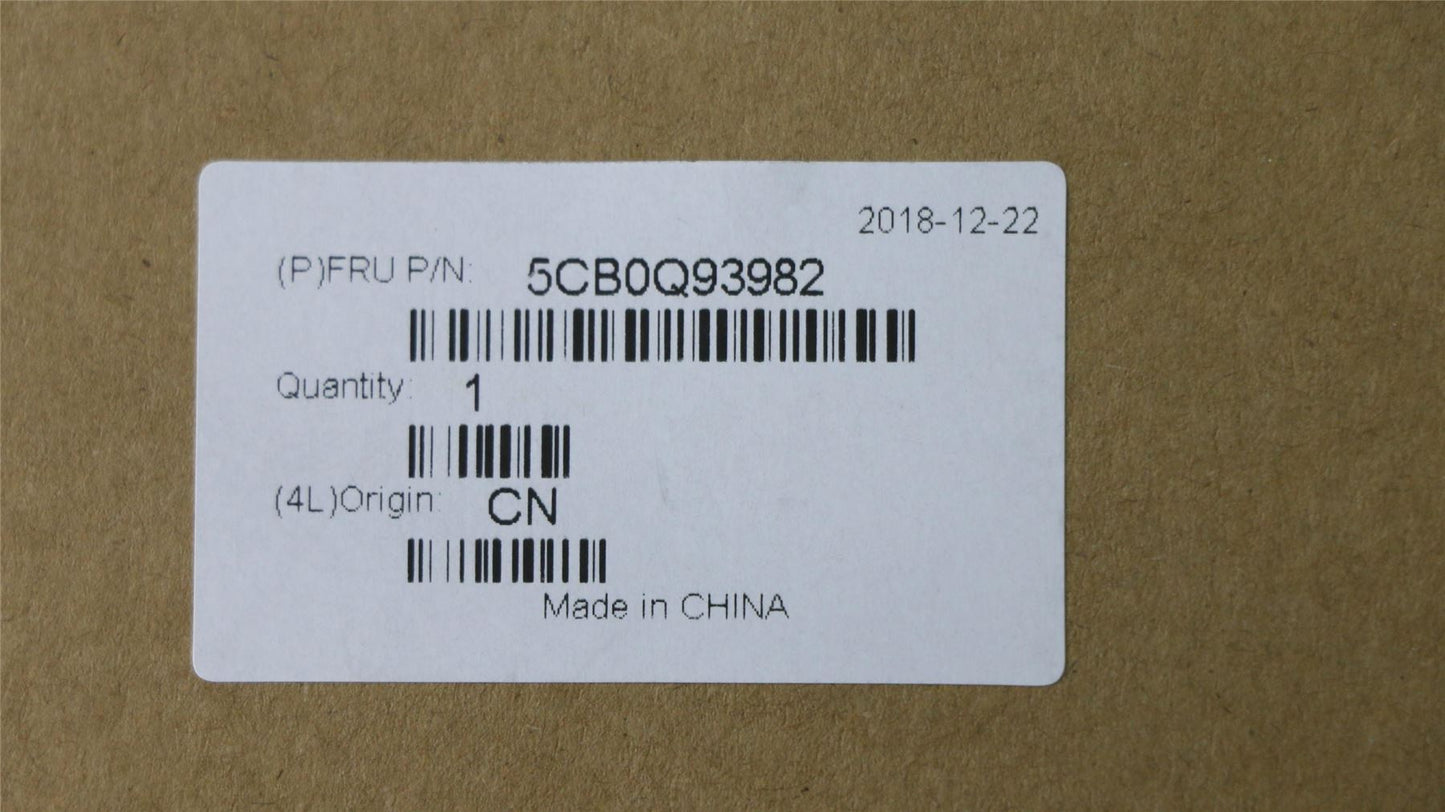 2018-12-22
(P)FRU P/N: 5CB0Q93982
Quantity: 1
(4L)Origin: CN
Made in CHINA